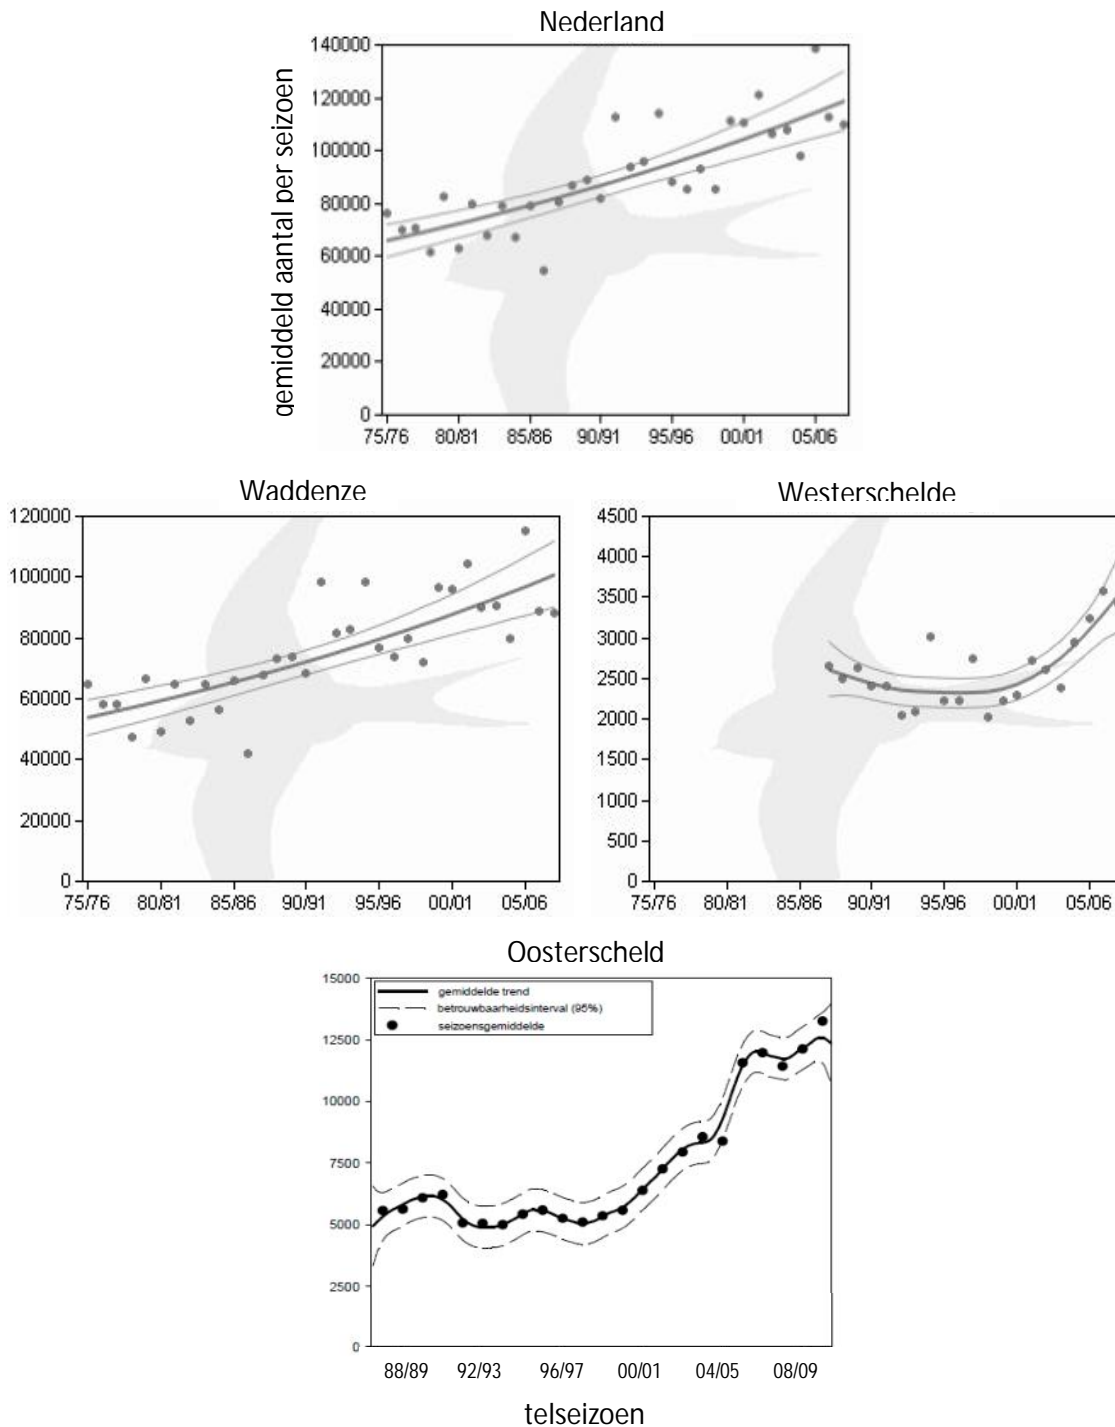 Nederland
gemiddeld aantal per seizoen
140000
120000
100000
80000
60000
40000
20000
0
75/76 80/81 85/86 90/91 95/96 00/01 05/06
Waddenze
120000
100000
80000
60000
40000
20000
0
75/76 80/81 85/86 90/91 95/96 00/01 05/06
Westerschelde
4500
4000
3500
3000
2500
2000
1500
1000
500
0
75/76 80/81 85/86 90/91 95/96 00/01 05/06
Oosterscheld
15000
12500
10000
7500
5000
2500
0
gemiddelde trend
betrouwbaarheidsinterval (95%)
seizoensgemiddelde
88/89 92/93 96/97 00/01 04/05 08/09
telseizoen